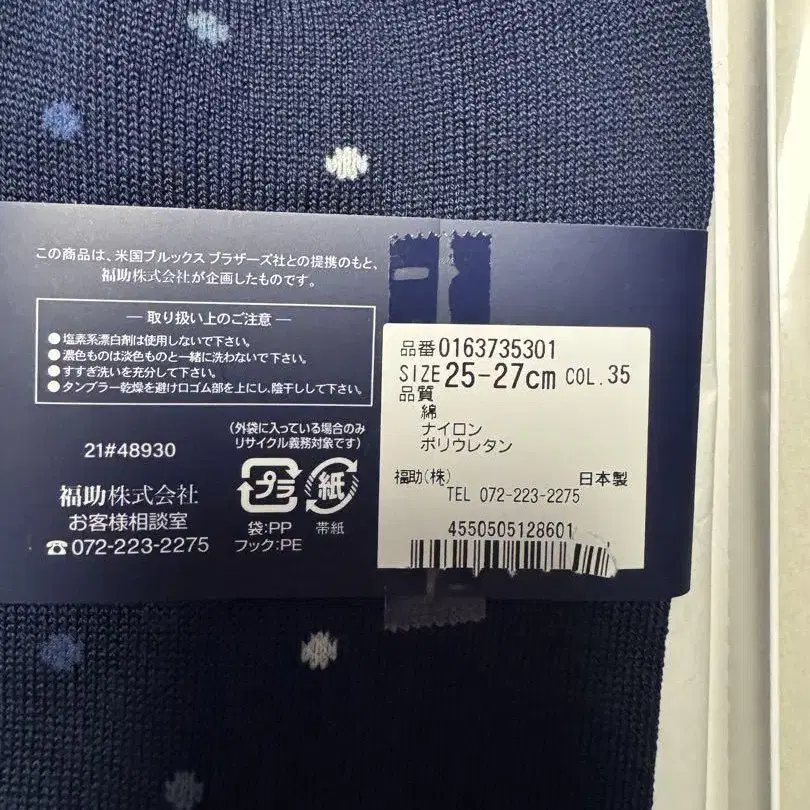 この商品は、米国ブルックス ブラザーズ社との提携のもと、
福助株式会社が企画したものです。
― 取り扱い上のご注意 ―
●塩素系漂白剤は使用しないで下さい。
●濃色ものは淡色ものと一緒に洗わないで下さい。
●すすぎ洗いを充分して下さい。
●タンブラー乾燥を避け口ゴム部を上にし、陰干しして下さい。
21#48930
福助株式会社
お客様相談室
☎072-223-2275
(外袋に入っている場合のみ
リサイクル義務対象です)
プラ
紙
袋:PP 帯紙
フック:PE
品番0163735301
SIZE 25-27cm COL.35
品質
綿
ナイロン
ポリウレタン
福助(株) 日本製
TEL 072-223-2275
4550505128601